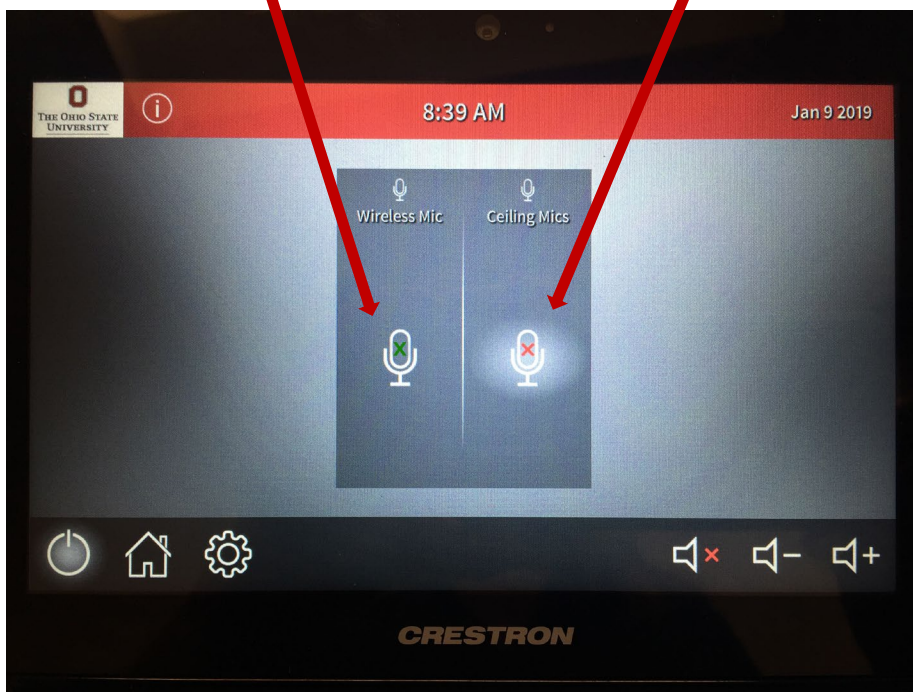 THE OHIO STATE
UNIVERSITY
8:39 AM
Jan 9 2019
Wireless Mic
Ceiling Mics
CRESTRON